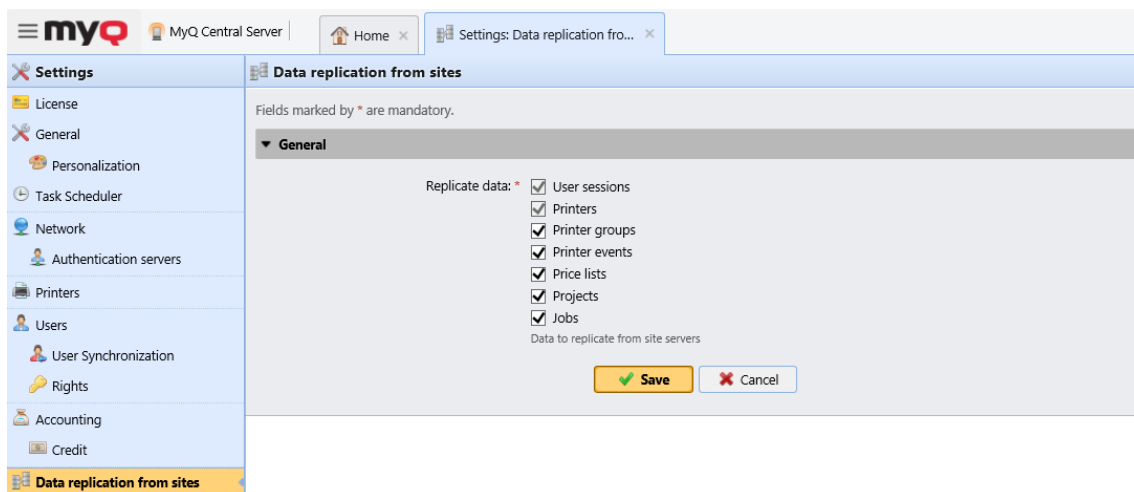 myQ MyQ Central Server Home × Settings: Data replication fro... ×
Settings
License
General
Personalization
Task Scheduler
Network
Authentication servers
Printers
Users
User Synchronization
Rights
Accounting
Credit
Data replication from sites
Data replication from sites
Fields marked by * are mandatory.
General
Replicate data: * User sessions
Printers
Printer groups
Printer events
Price lists
Projects
Jobs
Data to replicate from site servers
Save Cancel